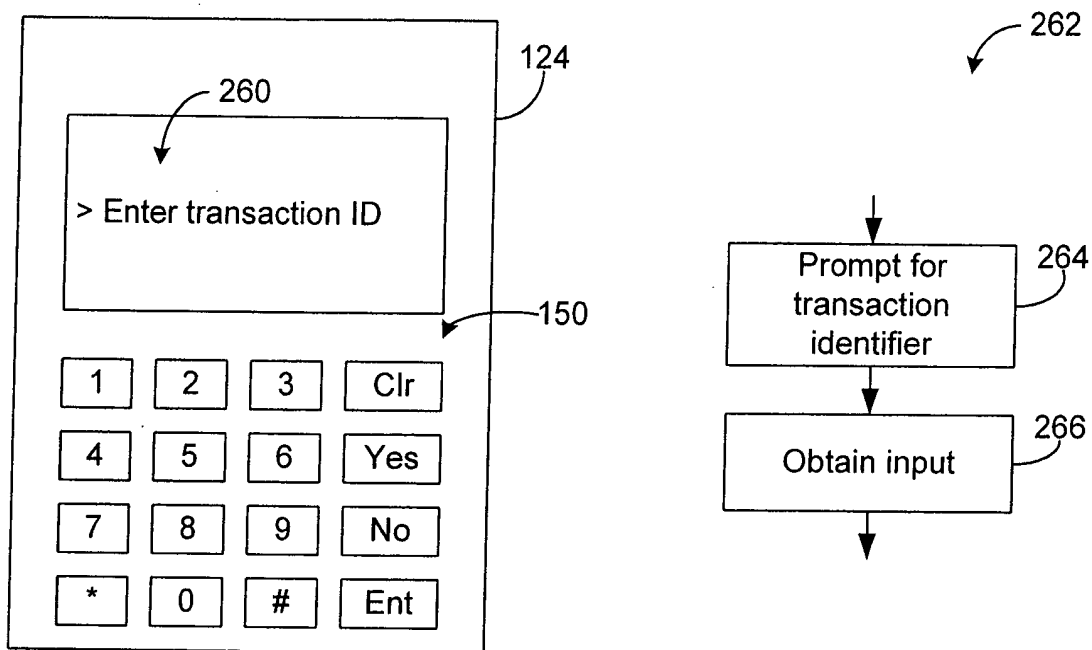 262
124
260
> Enter transaction ID
150
1 2 3 Clr
4 5 6 Yes
7 8 9 No
* 0 # Ent
Prompt for
transaction
identifier
264
Obtain input
266